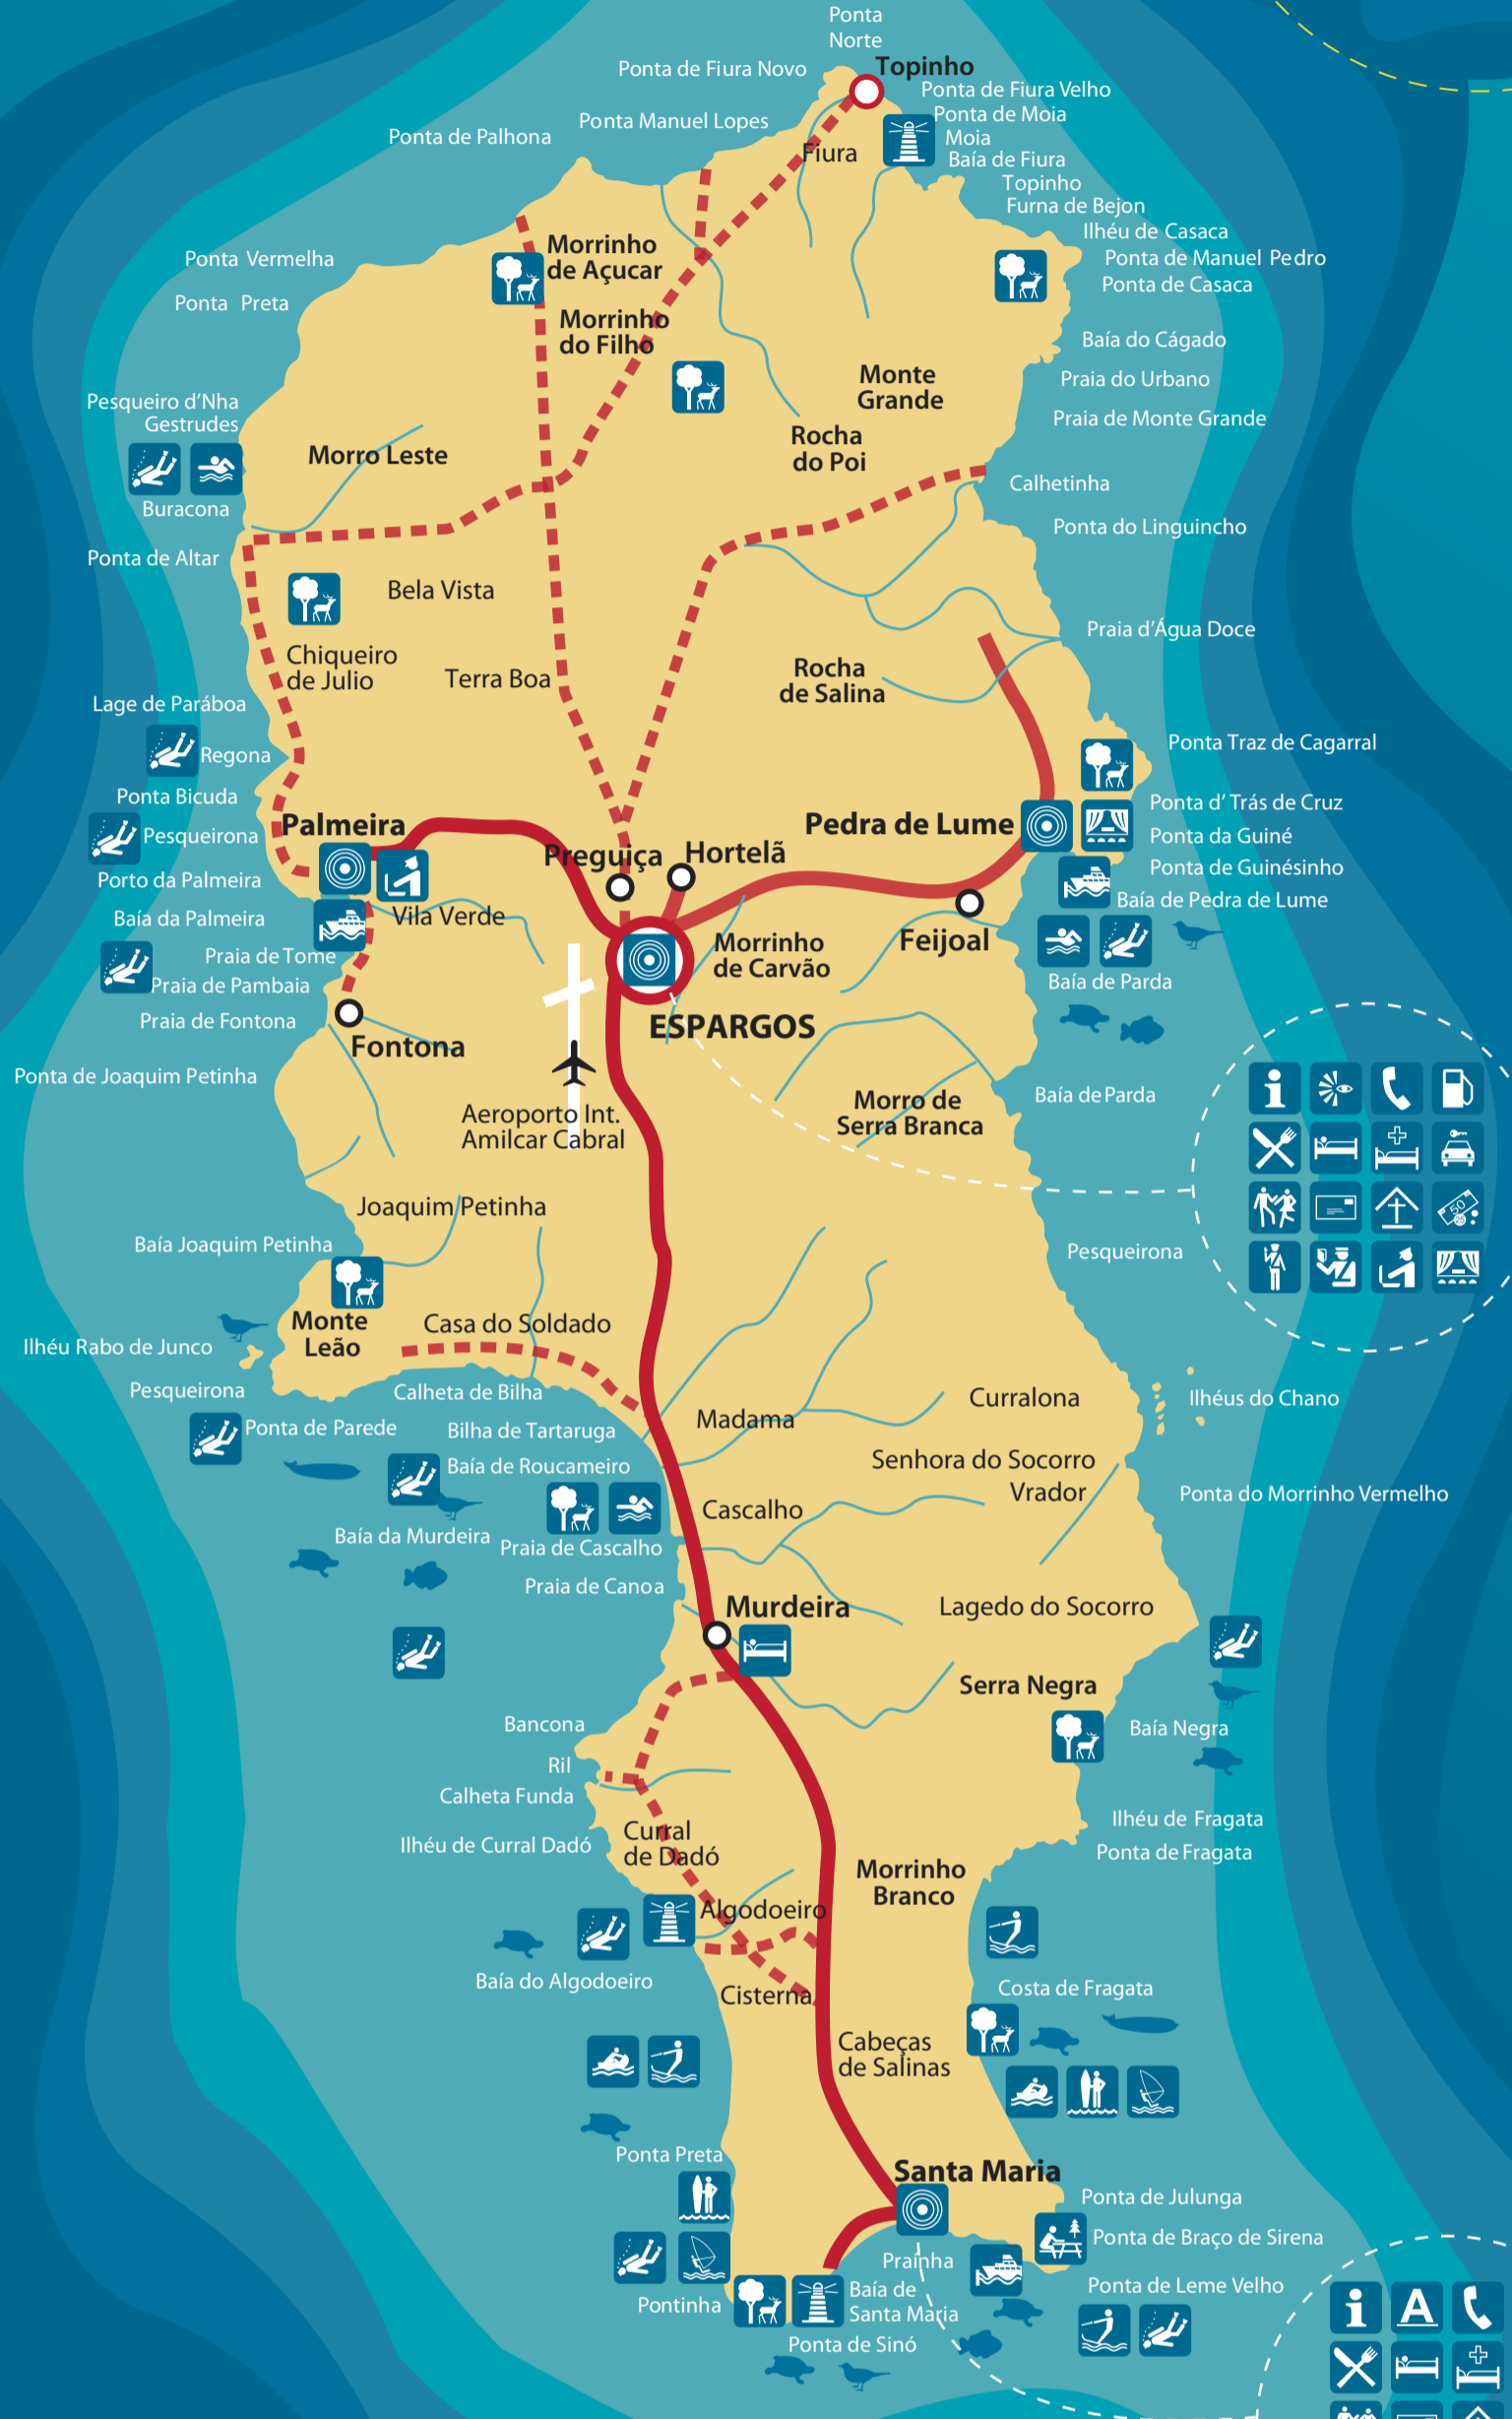 Ponta
Norte
Topinho
Ponta de Fiura Novo
Ponta de Fiura Velho
Ponta de Moia
Ponta Manuel Lopes
Ponta de Palhona
Moia
Fiura
Baía de Fiura
Topinho
Furna de Bejon
Ilhéu de Casaca
Morrinho
de Açucar
Ponta Vermelha
Ponta de Manuel Pedro
Ponta de Casaca
Ponta Preta
Morrinho
do Filho
Baía do Cágado
Monte
Grande
Praia do Urbano
Pesqueiro d'Nha
Gestrudes
Praia de Monte Grande
Rocha
do Poi
Morro Leste
Calhetinha
Buracona
Ponta do Linguincho
Ponta de Altar
Bela Vista
Praia d'Água Doce
Chiqueiro
de Julio
Terra Boa
Rocha
de Salina
Lage de Paráboa
Ponta Traz de Cagarral
Regona
Ponta Bicuda
Ponta d' Trás de Cruz
Palmeira
Pedra de Lume
Pesqueirona
Ponta da Guiné
Preguiça
Hortelã
Ponta de Guinésinho
Porto da Palmeira
Baía de Pedra de Lume
Baía da Palmeira
Vila Verde
Feijoal
Morrinho
de Carvão
Praia de Tome
Praia de Pambaia
Baía de Parda
Praia de Fontona
ESPARGOS
Fontona
Ponta de Joaquim Petinha
Baía de Parda
Morro de
Serra Branca
Aeroporto Int.
Amilcar Cabral
Joaquim Petinha
50
25
Baía Joaquim Petinha
Pesqueirona
Monte
Leão
Casa do Soldado
Ilhéu Rabo de Junco
Pesqueirona
Calheta de Bilha
Curralona
Ilhéus do Chano
Ponta de Parede
Bilha de Tartaruga
Madama
Baía de Roucameiro
Senhora do Socorro
Vrador
Ponta do Morrinho Vermelho
Cascalho
Baía da Murdeira
Praia de Cascalho
Praia de Canoa
Murdeira
Lagedo do Socorro
Serra Negra
Bancona
Baía Negra
Ril
Calheta Funda
Ilhéu de Fragata
Curral
de Dadó
Ilhéu de Curral Dadó
Ponta de Fragata
Morrinho
Branco
Algodoeiro
Baía do Algodoeiro
Costa de Fragata
Cisterna
Cabeças
de Salinas
Ponta Preta
Santa Maria
Ponta de Julunga
Ponta de Braço de Sirena
Prainha
Baía de
Santa Maria
Ponta de Leme Velho
Pontinha
Ponta de Sinó
A